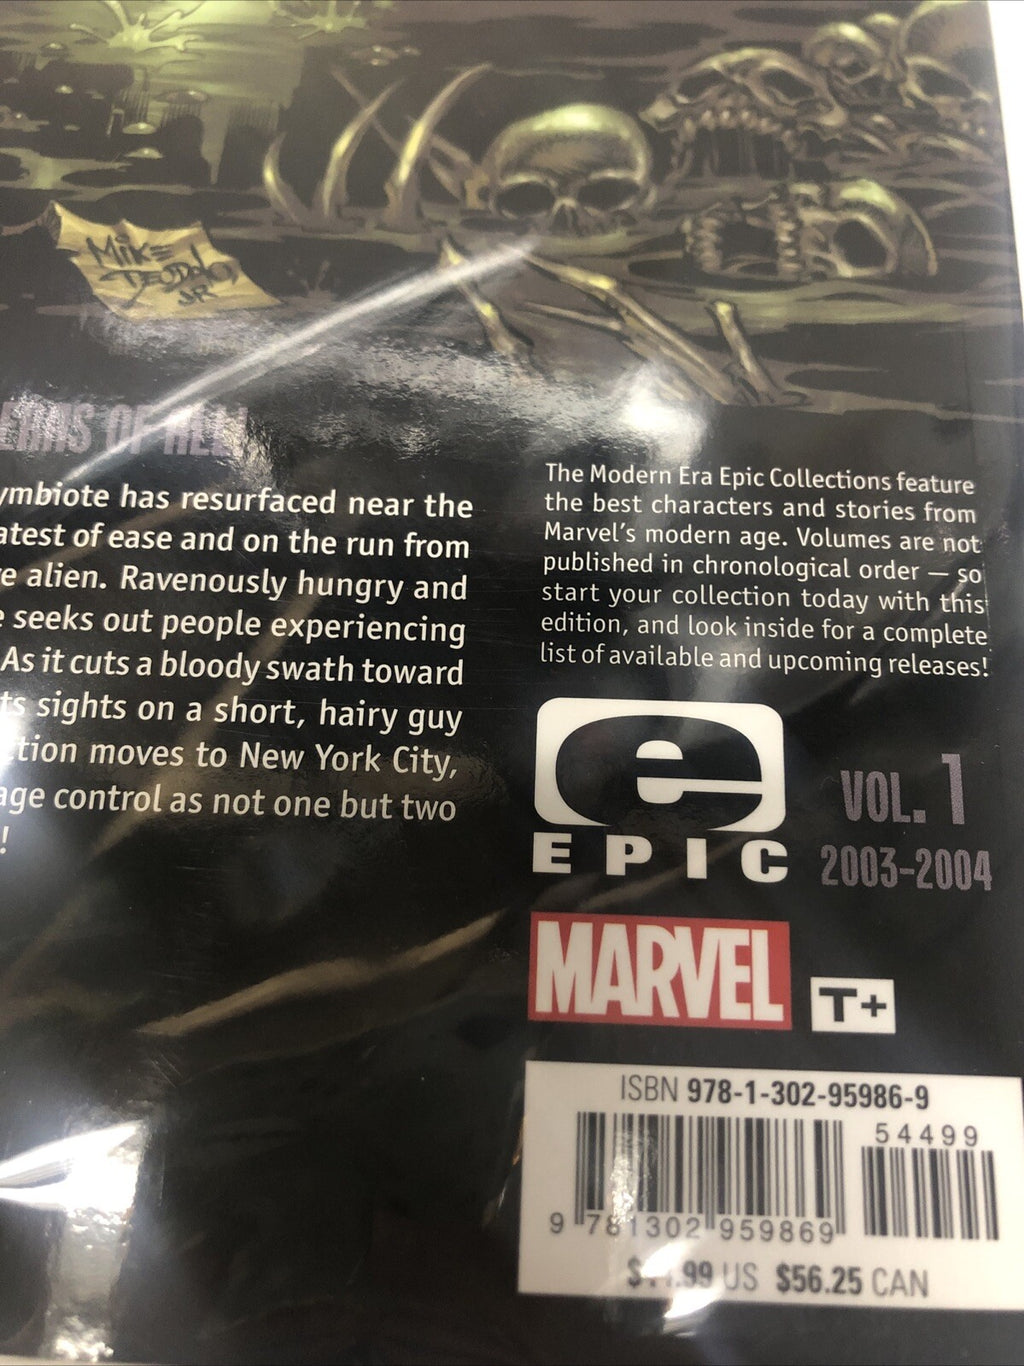 MIKE
DEODATO
JR
OF HELL!
ymbiote has resurfaced near the
atest of ease and on the run from
e alien. Ravenously hungry and
e seeks out people experiencing
As it cuts a bloody swath toward
ts sights on a short, hairy guy
ction moves to New York City,
age control as not one but two
!
The Modern Era Epic Collections feature
the best characters and stories from
Marvel's modern age. Volumes are not
published in chronological order — so
start your collection today with this
edition, and look inside for a complete
list of available and upcoming releases!
e
EPIC
VOL. 1
2003-2004
MARVEL
T+
ISBN 978-1-302-95986-9
54499
9 781302 959869
$44.99 US $56.25 CAN